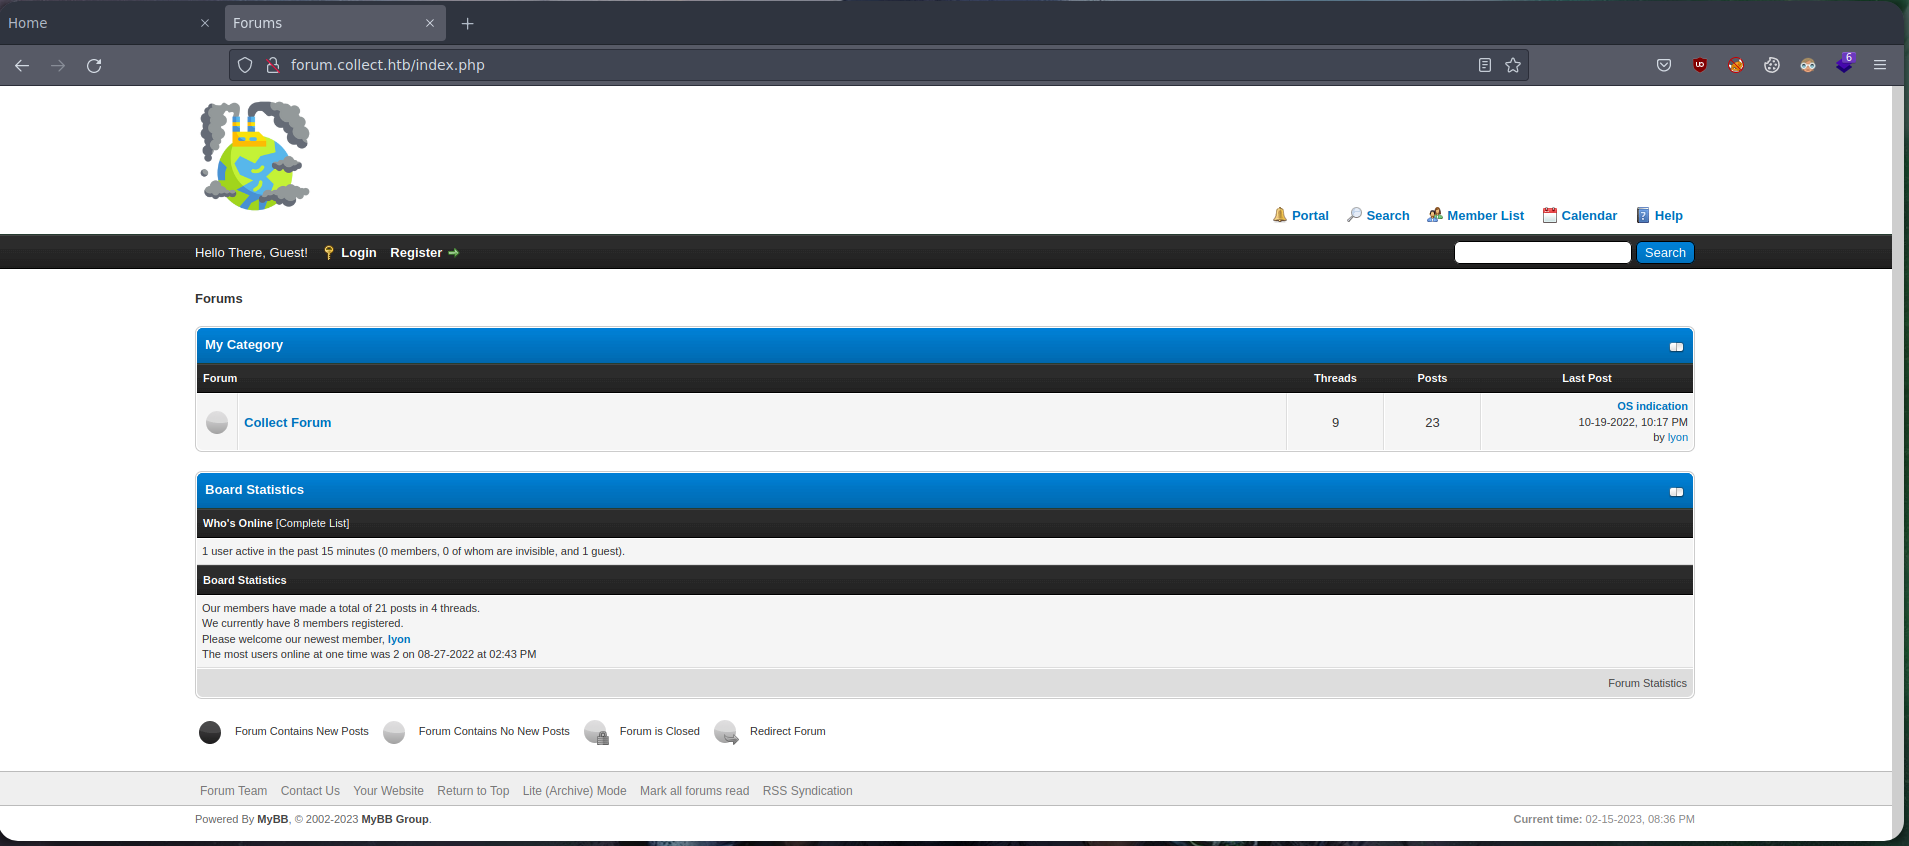 Home
Forums
forum.collect.htb/index.php
6
Portal Search Member List Calendar Help
Hello There, Guest! Login Register
Search
Forums
My Category
Forum Threads Posts Last Post
Collect Forum 9 23 OS indication
10-19-2022, 10:17 PM
by lyon
Board Statistics
Who's Online [Complete List]
1 user active in the past 15 minutes (0 members, 0 of whom are invisible, and 1 guest).
Board Statistics
Our members have made a total of 21 posts in 4 threads.
We currently have 8 members registered.
Please welcome our newest member, lyon
The most users online at one time was 2 on 08-27-2022 at 02:43 PM
Forum Statistics
Forum Contains New Posts Forum Contains No New Posts Forum is Closed Redirect Forum
Forum Team Contact Us Your Website Return to Top Lite (Archive) Mode Mark all forums read RSS Syndication
Powered By MyBB, © 2002-2023 MyBB Group. Current time: 02-15-2023, 08:36 PM